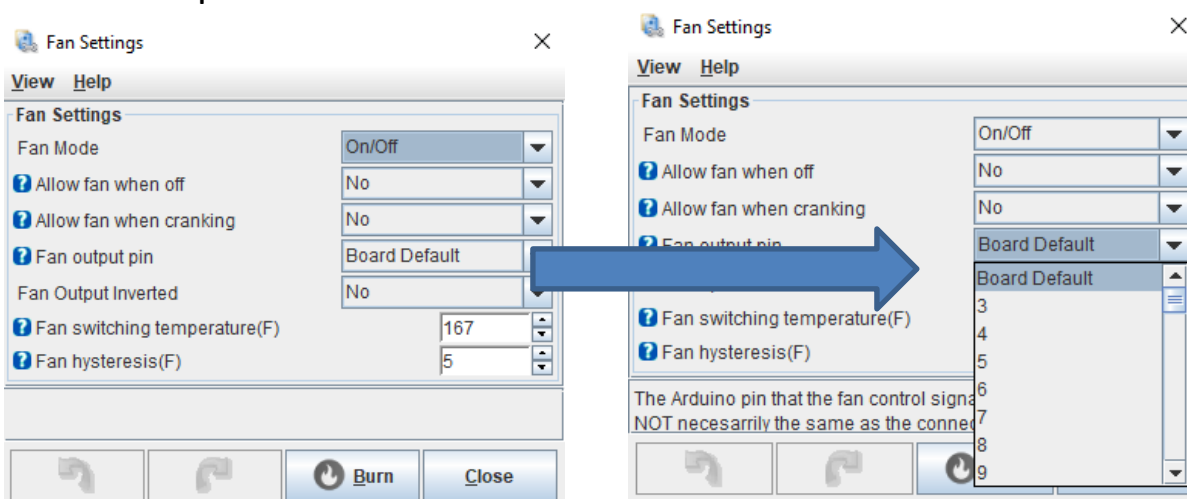 Fan Settings
View Help
Fan Settings
Fan Mode On/Off
Allow fan when off No
Allow fan when cranking No
Fan output pin Board Default
Fan Output Inverted No
Fan switching temperature(F) 167
Fan hysteresis(F) 5
Burn Close
Fan Settings
View Help
Fan Settings
Fan Mode On/Off
Allow fan when off No
Allow fan when cranking No
Fan output pin Board Default
Board Default
3
4
5
6
7
8
9
Fan switching temperature(F)
Fan hysteresis(F)
The Arduino pin that the fan control
NOT necesarrily the same as the